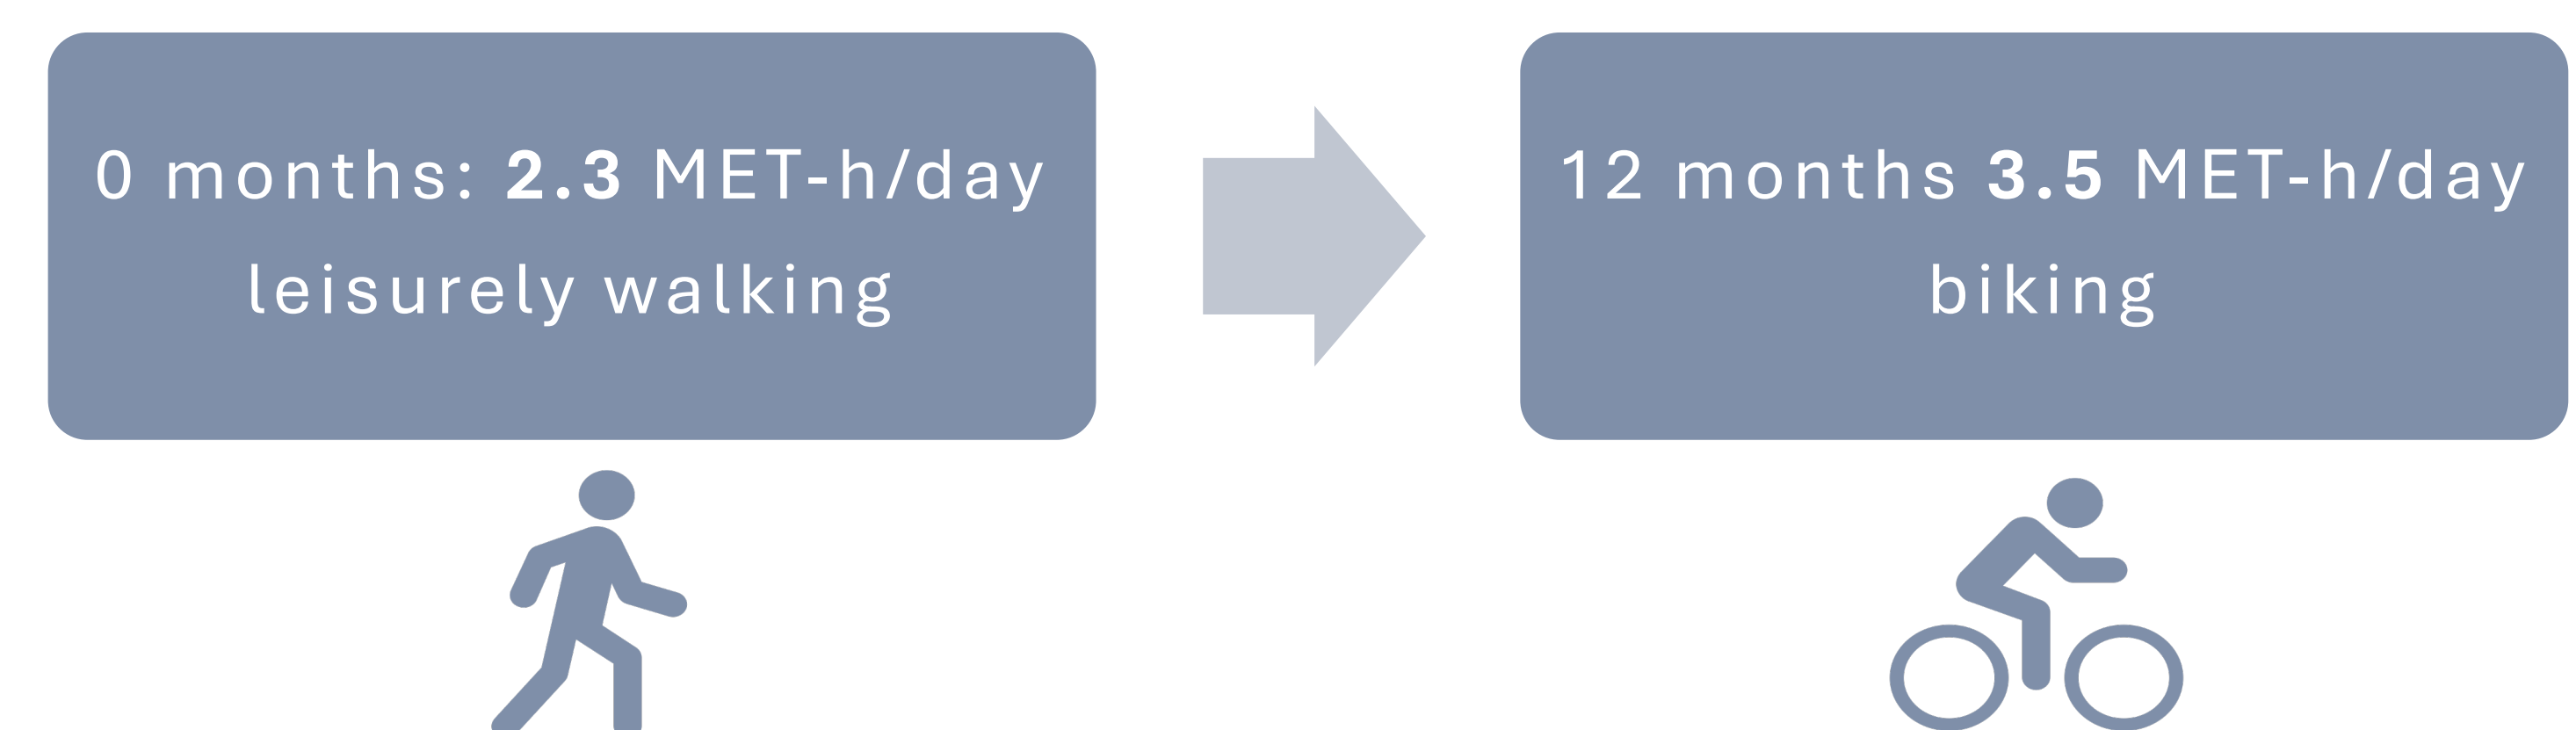 0 months: 2.3 MET-h/day
leisurely walking
12 months 3.5 MET-h/day
biking